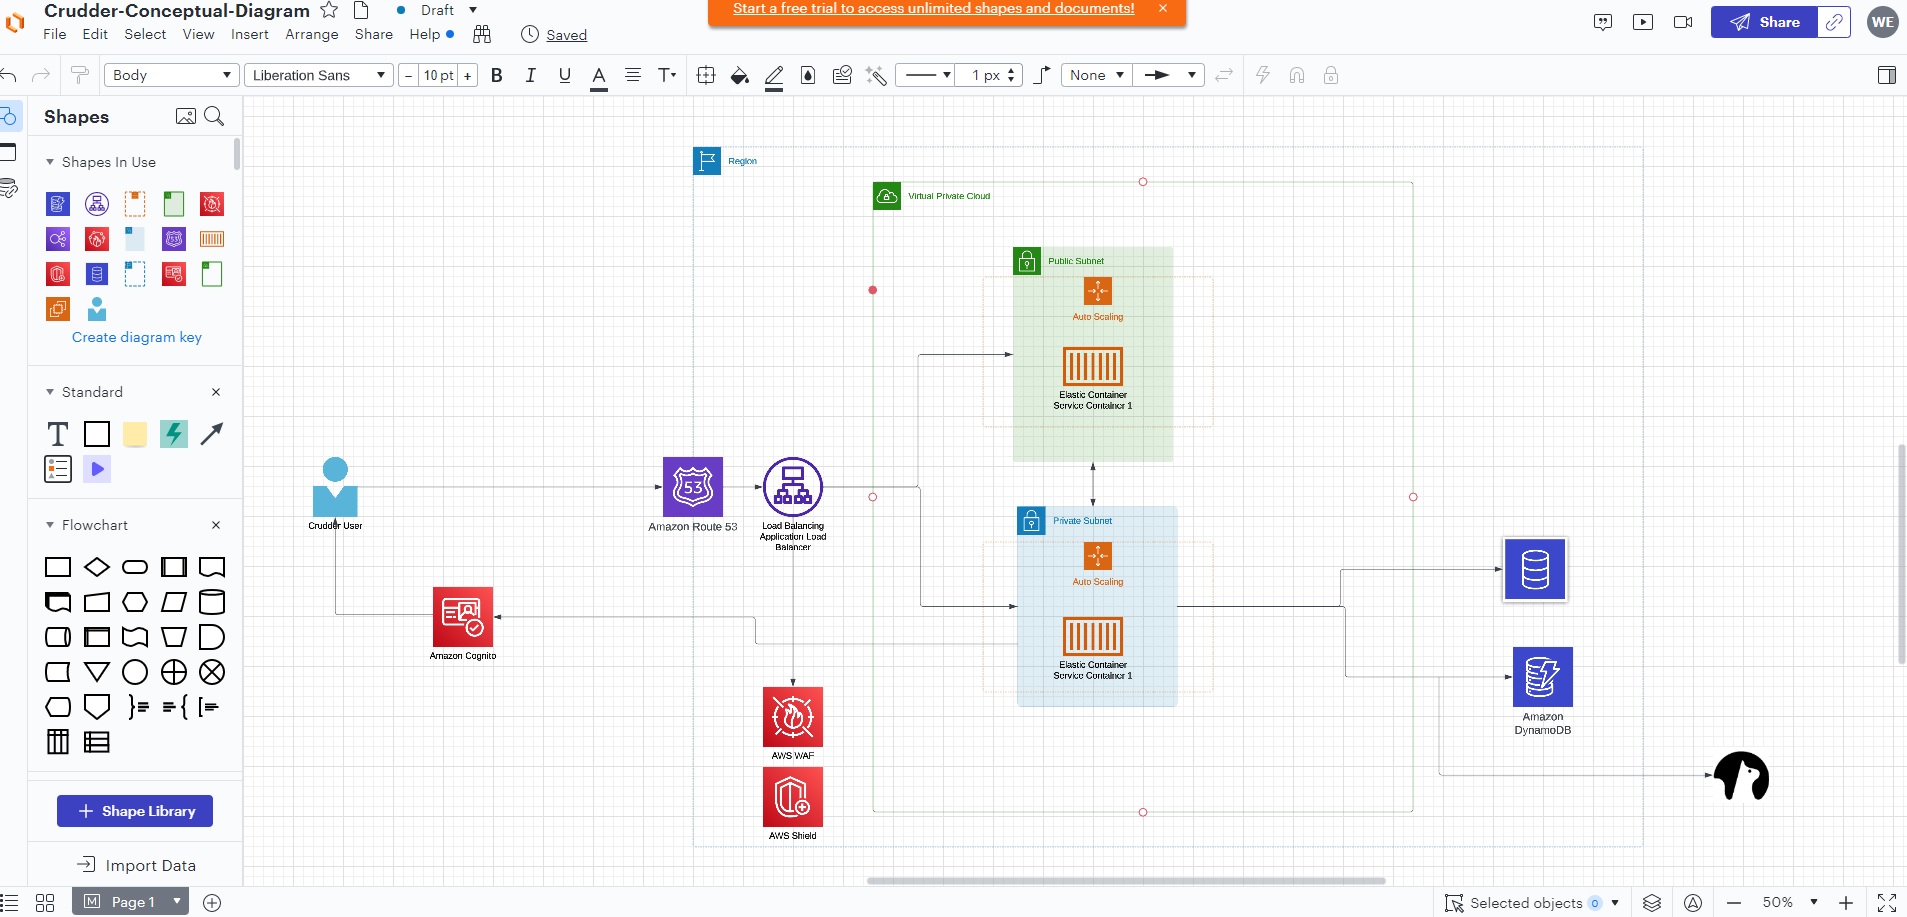 Crudder-Conceptual-Diagram
Draft
Start a free trial to access unlimited shapes and documents!
Share
WE
File Edit Select View Insert Arrange Share Help
Saved
Body
Liberation Sans
10 pt
B I U A T
1 px
None
Shapes
Shapes In Use
Create diagram key
Standard
T
Flowchart
Shape Library
Import Data
Region
Virtual Private Cloud
Public Subnet
Auto Scaling
Elastic Container
Service Container 1
Crudder User
53
Amazon Route 53
Load Balancing
Application Load
Balancer
Private Subnet
Auto Scaling
Elastic Container
Service Container 1
Amazon Cognito
Amazon
DynamoDB
AWS WAF
AWS Shield
M Page 1
Selected objects 0
50%